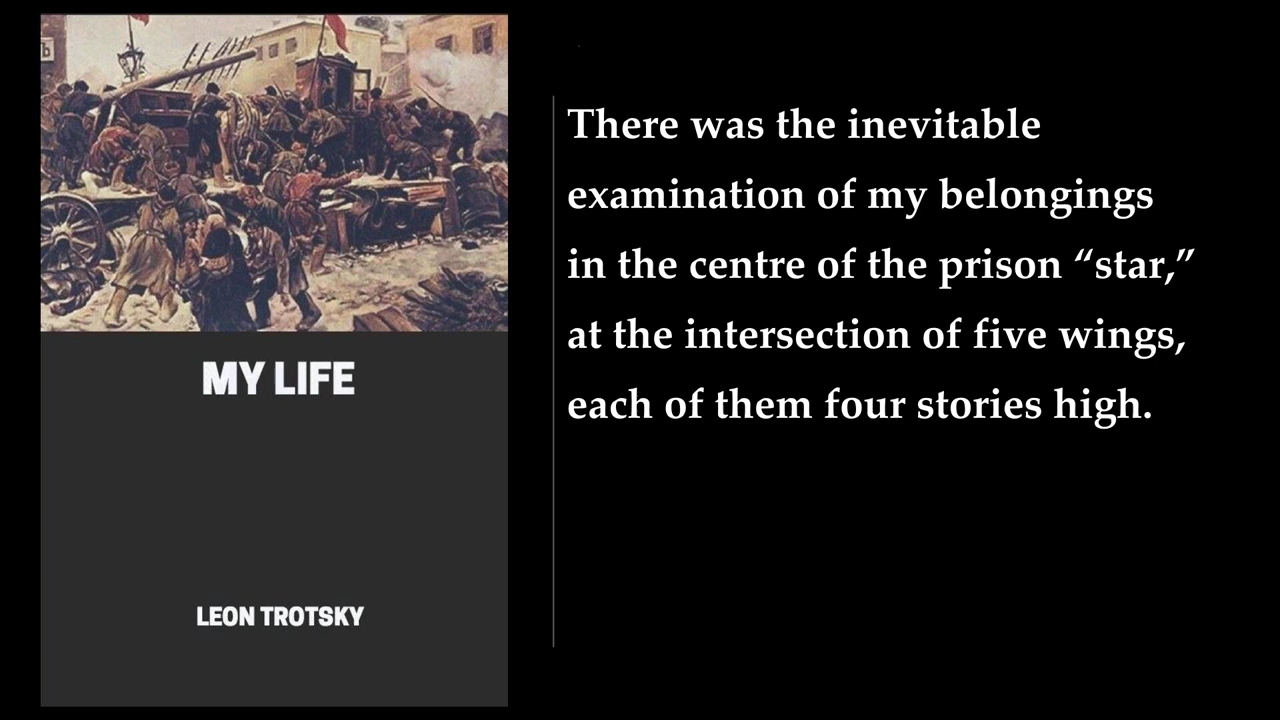 MY LIFE
LEON TROTSKY
There was the inevitable
examination of my belongings
in the centre of the prison “star,”
at the intersection of five wings,
each of them four stories high.